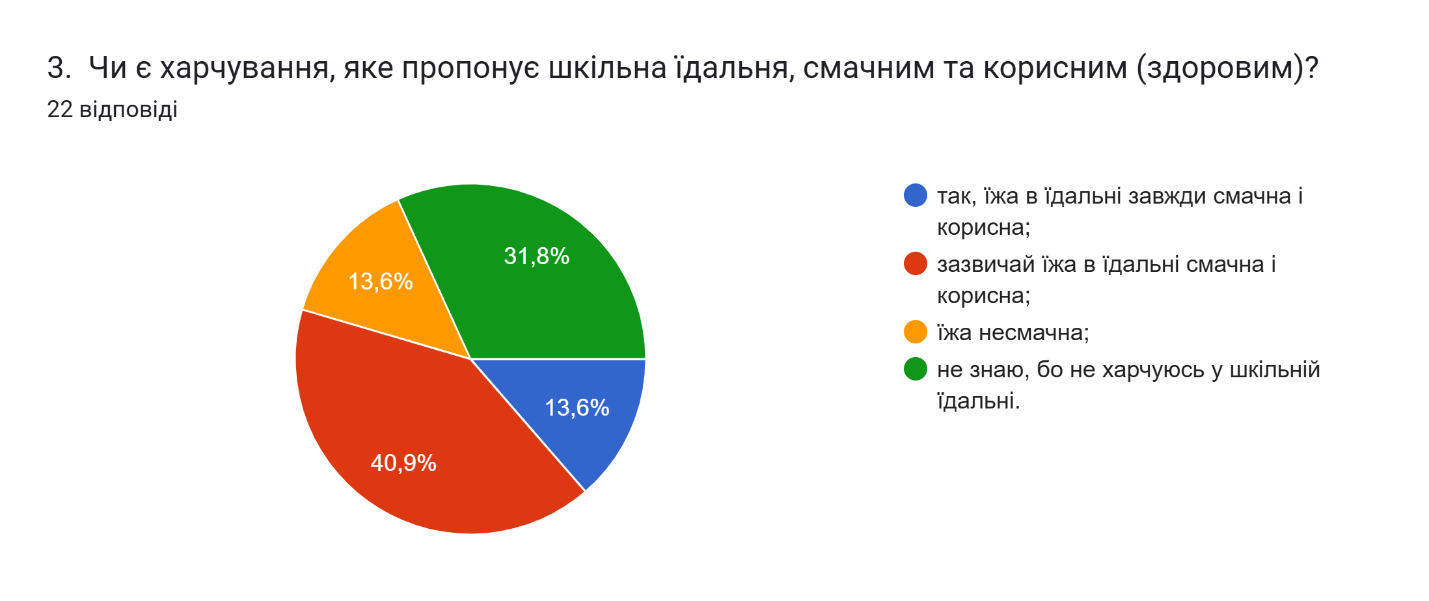 3. Чи є харчування, яке пропонує шкільна їдальня, смачним та корисним (здоровим)?
22 відповіді
31,8%
13,6%
13,6%
40,9%
так, їжа в їдальні завжди смачна і
корисна;
зазвичай їжа в їдальні смачна і
корисна;
їжа несмачна;
не знаю, бо не харчуюсь у шкільній
їдальні.